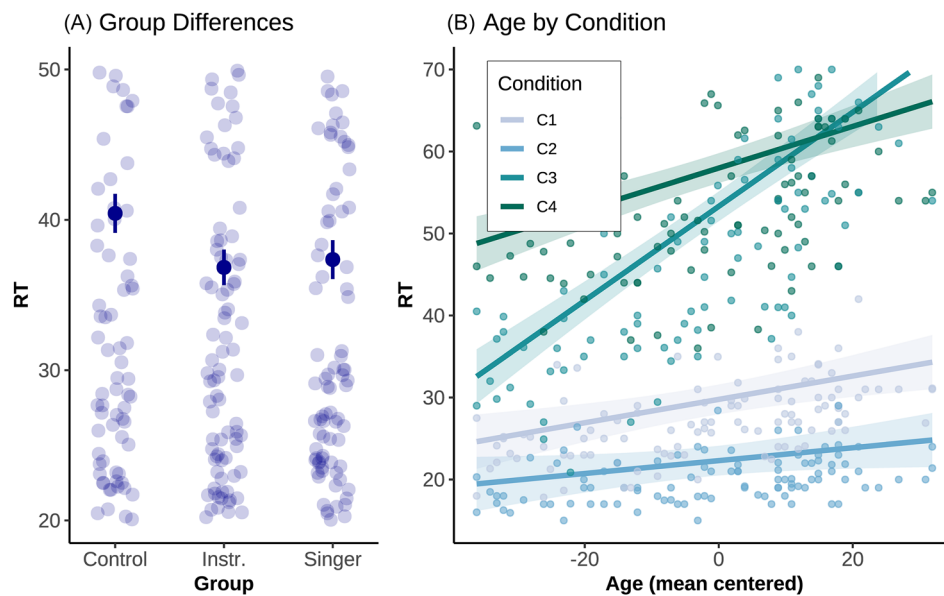 (A) Group Differences
50
40
30
20
RT
Control Instr. Singer
Group
(B) Age by Condition
70
60
50
40
30
20
RT
Condition
C1
C2
C3
C4
-20 0 20
Age (mean centered)